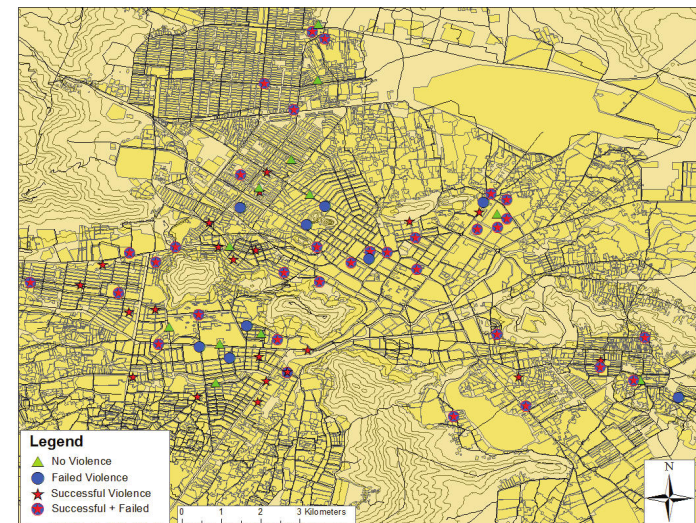 Legend
No Violence
Failed Violence
Successful Violence
Successful + Failed
0 1 2 3 Kilometers
N